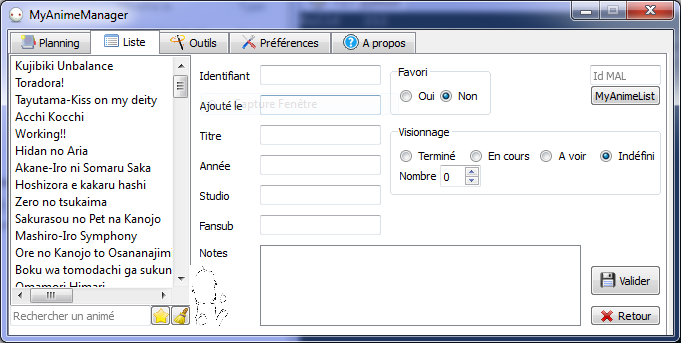 MyAnimeManager
Planning
Liste
Outils
Préférences
A propos
Kujibiki Unbalance
Toradora!
Tayutama-Kiss on my deity
Acchi Kocchi
Working!!
Hidan no Aria
Akane-Iro ni Somaru Saka
Hoshizora e kakaru hashi
Zero no tsukaima
Sakurasou no Pet na Kanojo
Mashiro-Iro Symphony
Ore no Kanojo to Osananajim
Boku wa tomodachi ga sukun
Omamori Himari
Rechercher un animé
Identifiant
Ajouté le
Capture Fenêtre
Titre
Année
Studio
Fansub
Notes
Favori
Oui
Non
Id MAL
MyAnimeList
Visionnage
Terminé
En cours
A voir
Indéfini
Nombre
0
Valider
Retour